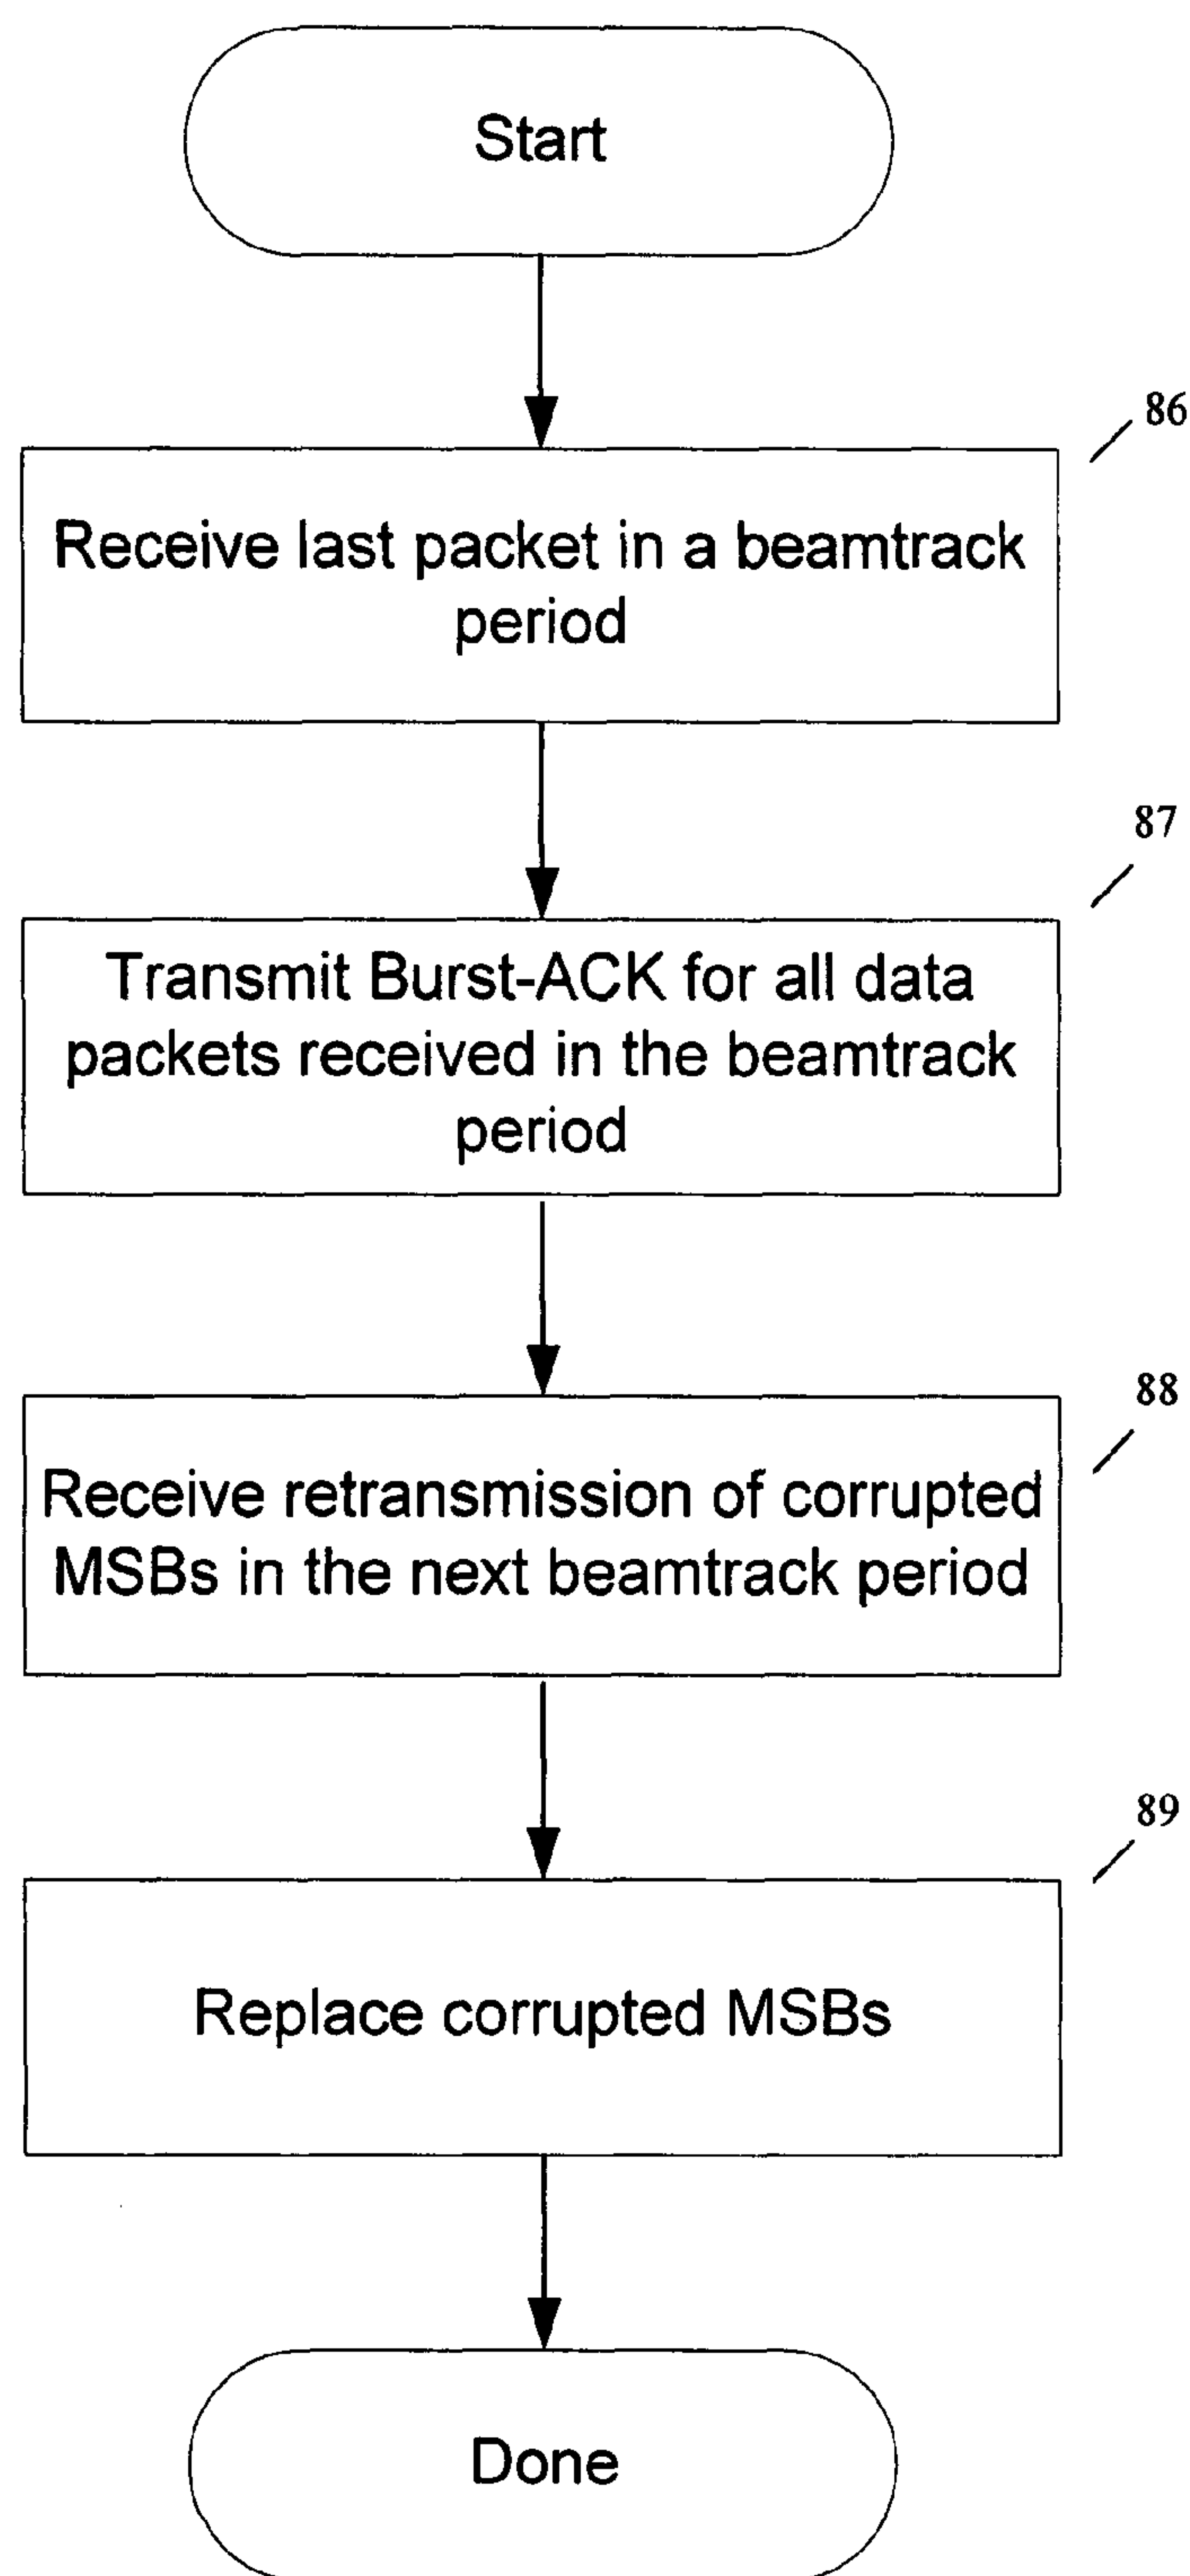 Start
86
Receive last packet in a beamtrack
period
87
Transmit Burst-ACK for all data
packets received in the beamtrack
period
88
Receive retransmission of corrupted
MSBs in the next beamtrack period
89
Replace corrupted MSBs
Done